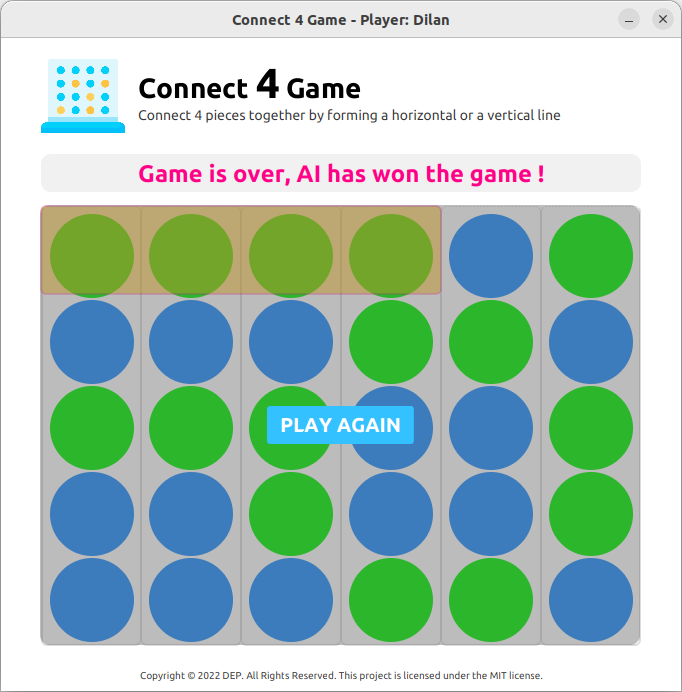 Connect 4 Game - Player: Dilan
Connect 4 Game
Connect 4 pieces together by forming a horizontal or a vertical line
Game is over, AI has won the game !
PLAY AGAIN
Copyright © 2022 DEP. All Rights Reserved. This project is licensed under the MIT license.